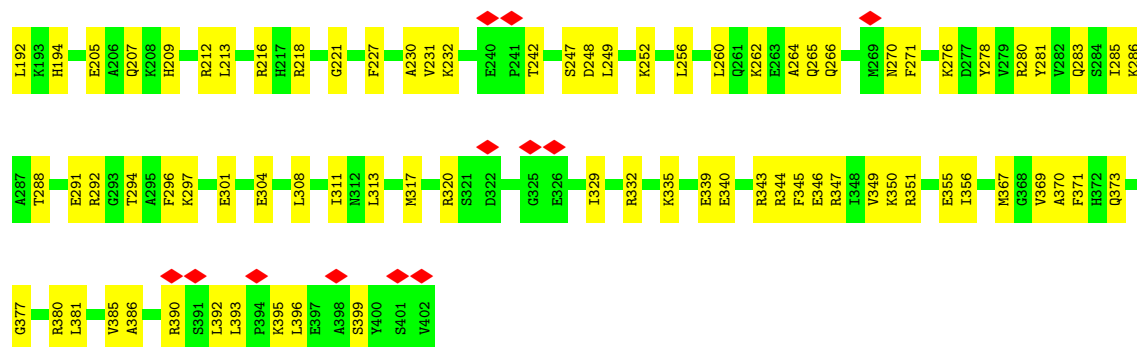 L192 K193 H194 E205 A206 Q207 K208 H209 R212 L213 R216 H217 R218 G221 F227 A230 V231 K232 E240 P241 T242 S247 D248 L249 K252 L256 L260 Q261 K262 E263 A264 Q265 Q266 M269 N270 F271 K276 D277 Y278 V279 R280 Y281 V282 Q283 S284 I285 K286
A287 T288 E291 R292 G293 T294 A295 F296 K297 E301 E304 L308 I311 N312 L313 M317 R320 S321 D322 G325 E326 I329 R332 K335 E339 E340 R343 R344 F345 E346 R347 I348 V349 K350 R351 E355 I356 M367 G368 V369 A370 F371 H372 Q373
G377 R380 L381 V385 A386 R390 S391 L392 L393 P394 K395 L396 E397 A398 S399 Y400 S401 V402